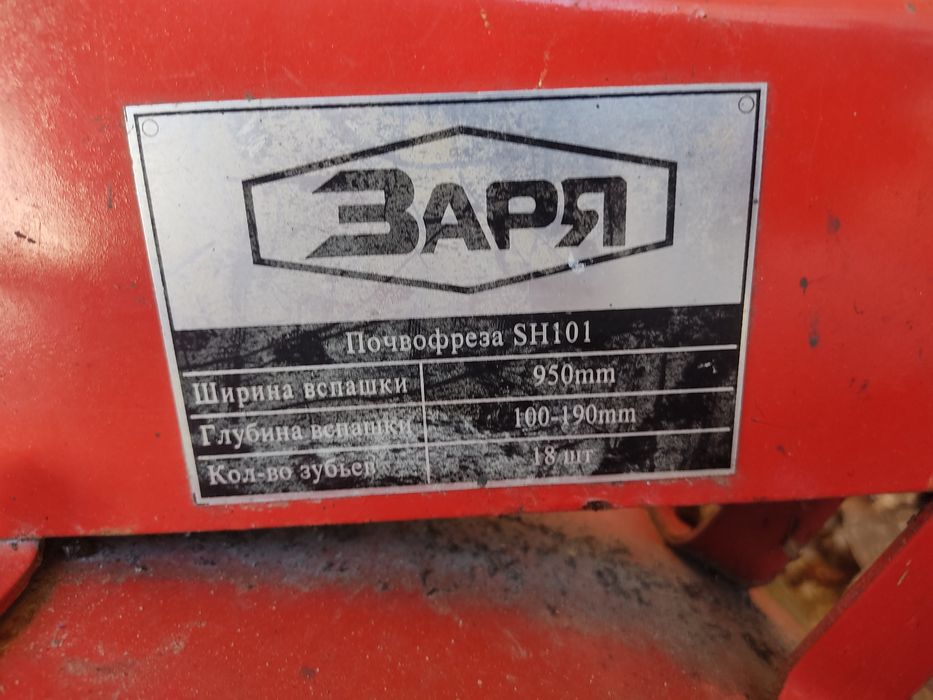 ЗАРЯ
Почвофреза SH101
Ширина вспашки 950mm
Глубина вспашки 100-190mm
Кол-во зубьев 18 шт